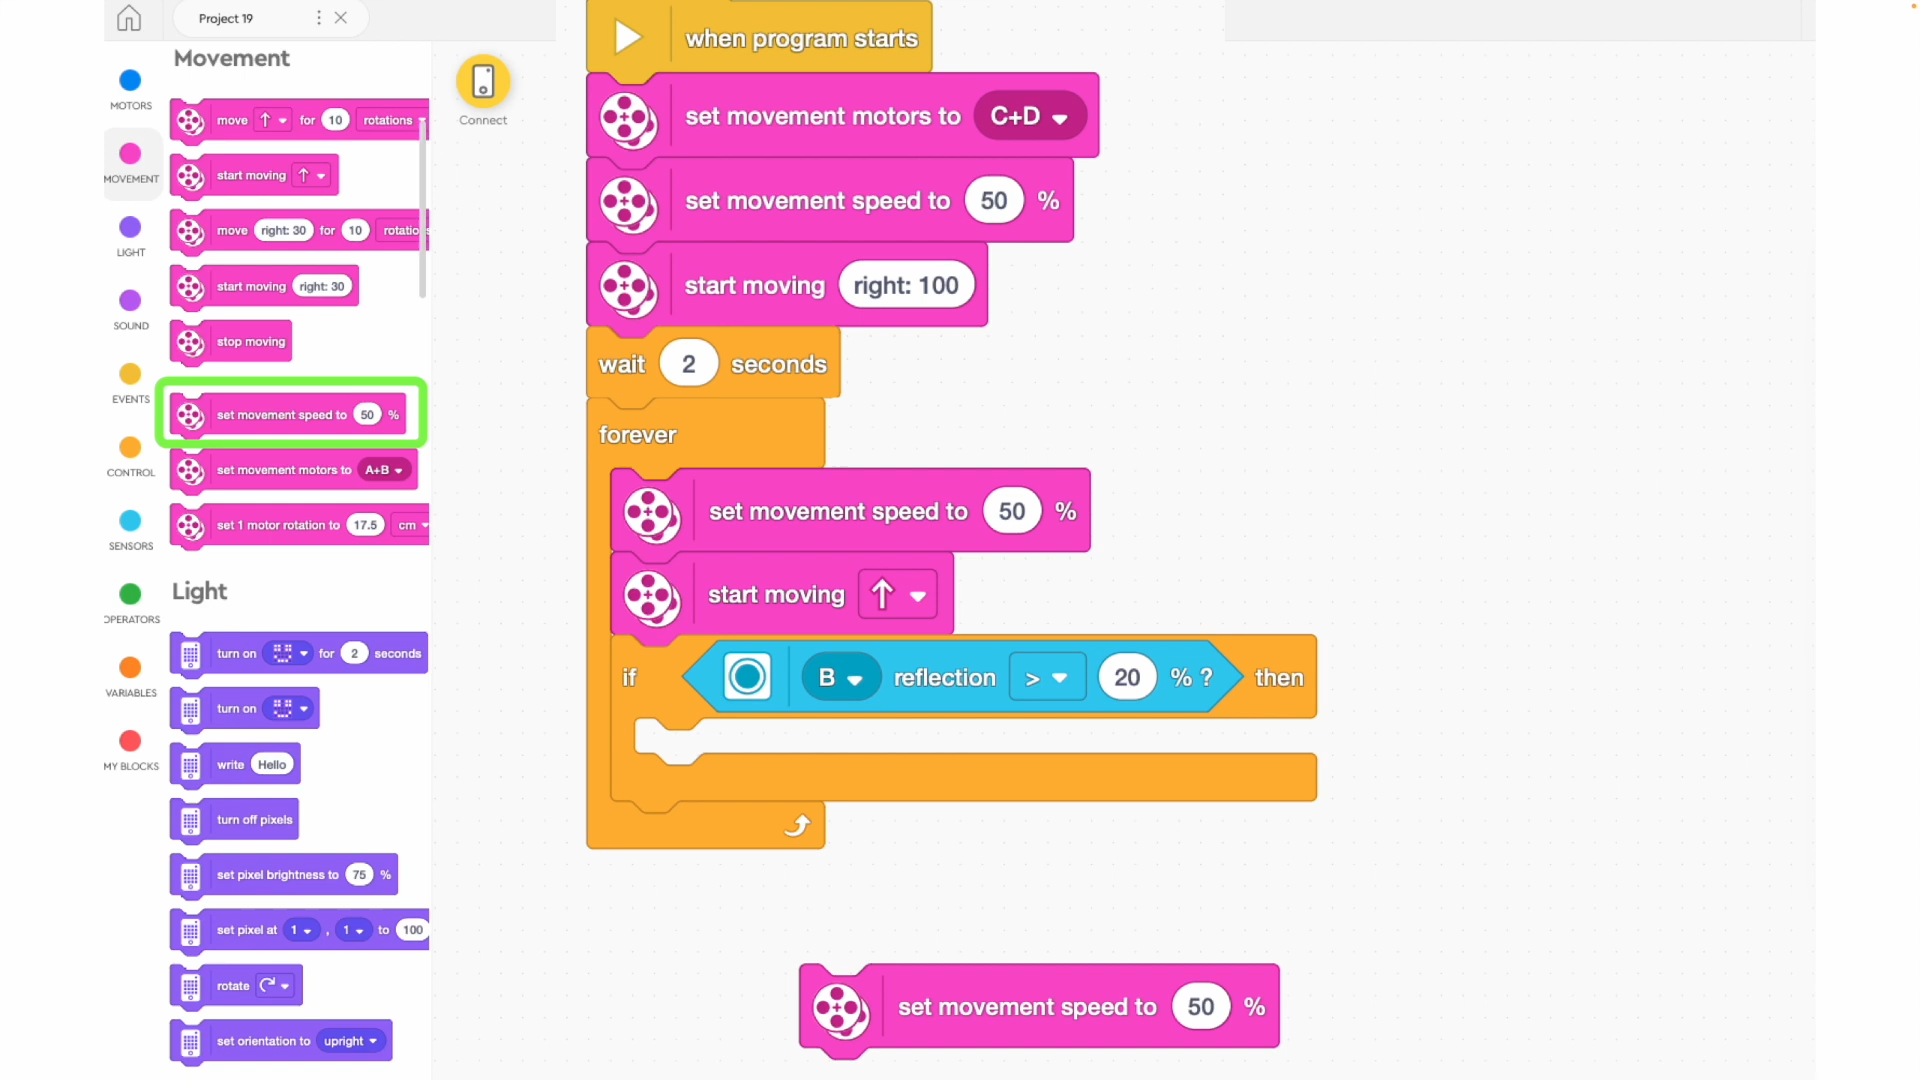 Project 19
Movement
MOTORS
MOVEMENT
LIGHT
SOUND
EVENTS
CONTROL
SENSORS
OPERATORS
VARIABLES
MY BLOCKS
move for 10 rotations
start moving
move right: 30 for 10 rotations
start moving right: 30
stop moving
set movement speed to 50 %
set movement motors to A+B
set 1 motor rotation to 17.5 cm
Light
turn on for 2 seconds
turn on
write Hello
turn off pixels
set pixel brightness to 75 %
set pixel at 1 , 1 to 100
rotate
set orientation to upright
Connect
when program starts
set movement motors to C+D
set movement speed to 50 %
start moving right: 100
wait 2 seconds
forever
set movement speed to 50 %
start moving
if B reflection > 20 % ? then
set movement speed to 50 %